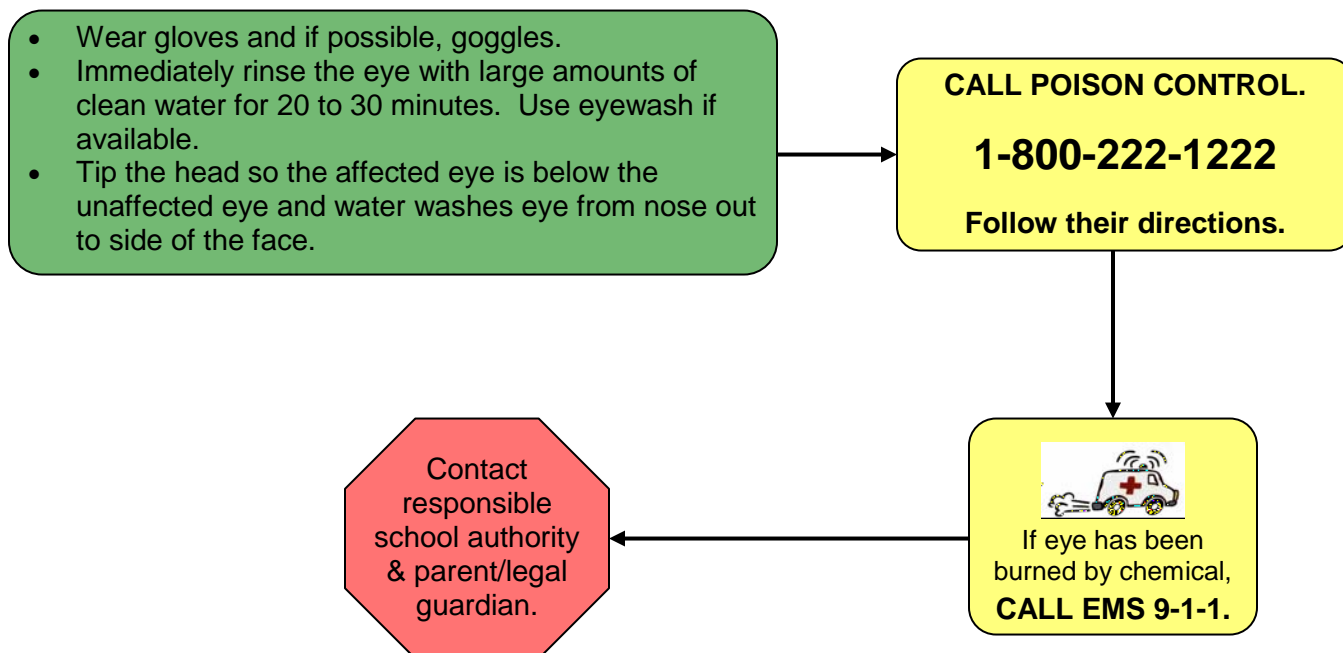 • Wear gloves and if possible, goggles.
• Immediately rinse the eye with large amounts of
clean water for 20 to 30 minutes.  Use eyewash if
available.
• Tip the head so the affected eye is below the
unaffected eye and water washes eye from nose out
to side of the face.
CALL POISON CONTROL.
1-800-222-1222
Follow their directions.
If eye has been
burned by chemical,
CALL EMS 9-1-1.
Contact
responsible
school authority
& parent/legal
guardian.